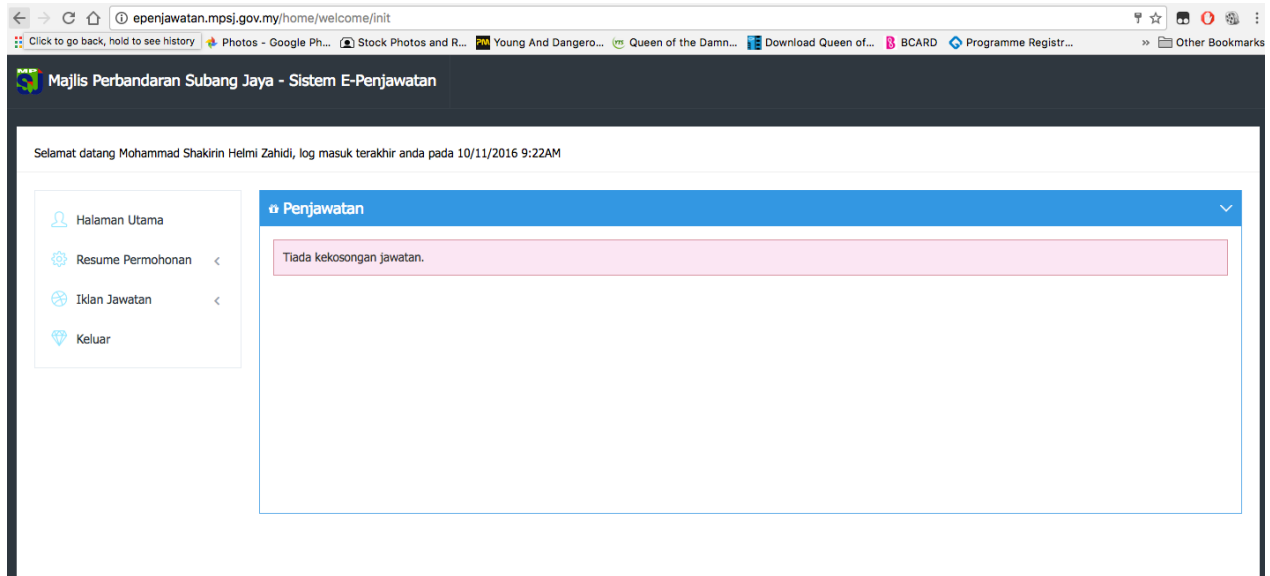 epenjawatan.mpsj.gov.my/home/welcome/init
Click to go back, hold to see history Photos - Google Ph... Stock Photos and R... PM Young And Dangero... Queen of the Damn... Download Queen of... BCARD Programme Registr... » Other Bookmarks
Majlis Perbandaran Subang Jaya - Sistem E-Penjawatan
Selamat datang Mohammad Shakirin Helmi Zahidi, log masuk terakhir anda pada 10/11/2016 9:22AM
Halaman Utama
Resume Permohonan
Iklan Jawatan
Keluar
Penjawatan
Tiada kekosongan jawatan.